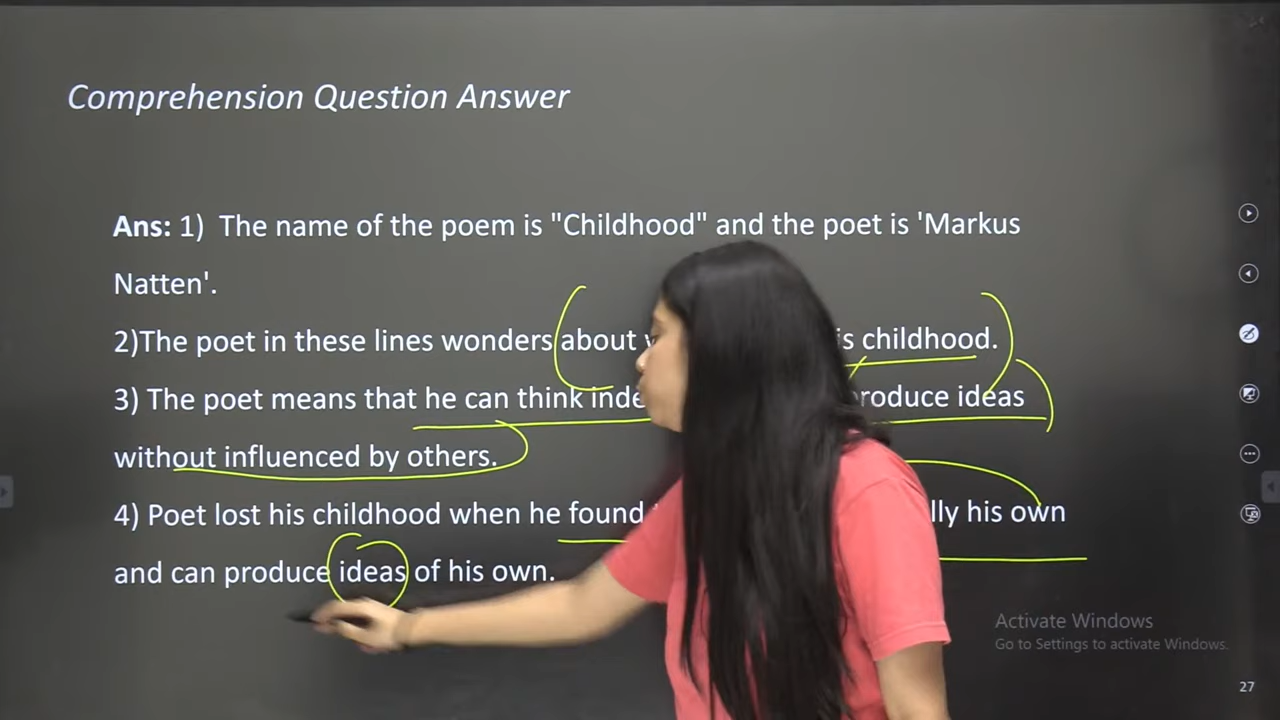 Comprehension Question Answer
Ans: 1) The name of the poem is "Childhood" and the poet is 'Markus
Natten'.
2)The poet in these lines wonders about is childhood.
3) The poet means that he can think produce ideas
without influenced by others.
4) Poet lost his childhood when he found his own
and can produce ideas of his own.
Activate Windows
Go to Settings to activate Windows.
27